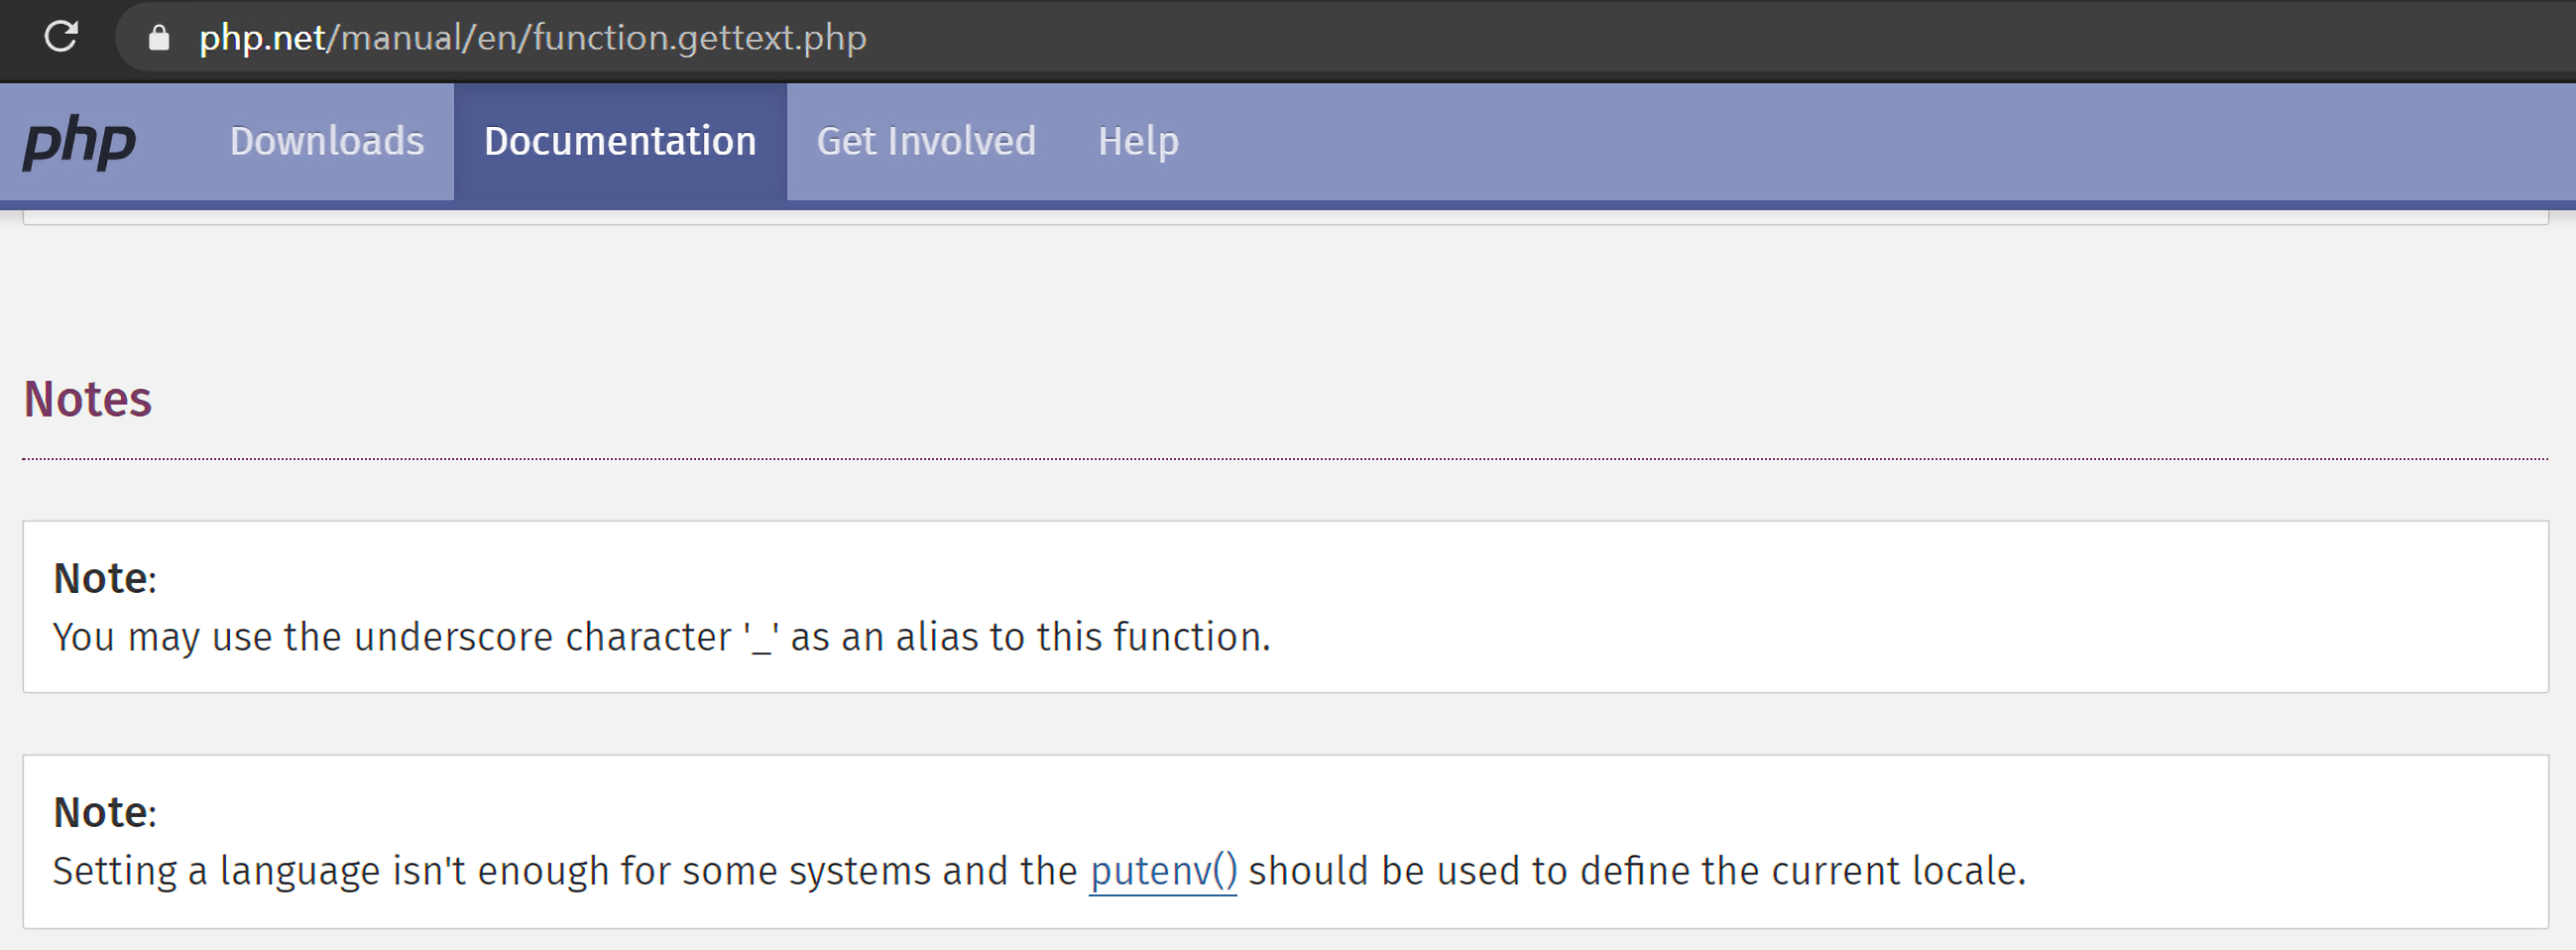 php.net/manual/en/function.gettext.php
php Downloads Documentation Get Involved Help
Notes
Note:
You may use the underscore character '_' as an alias to this function.
Note:
Setting a language isn't enough for some systems and the putenv() should be used to define the current locale.